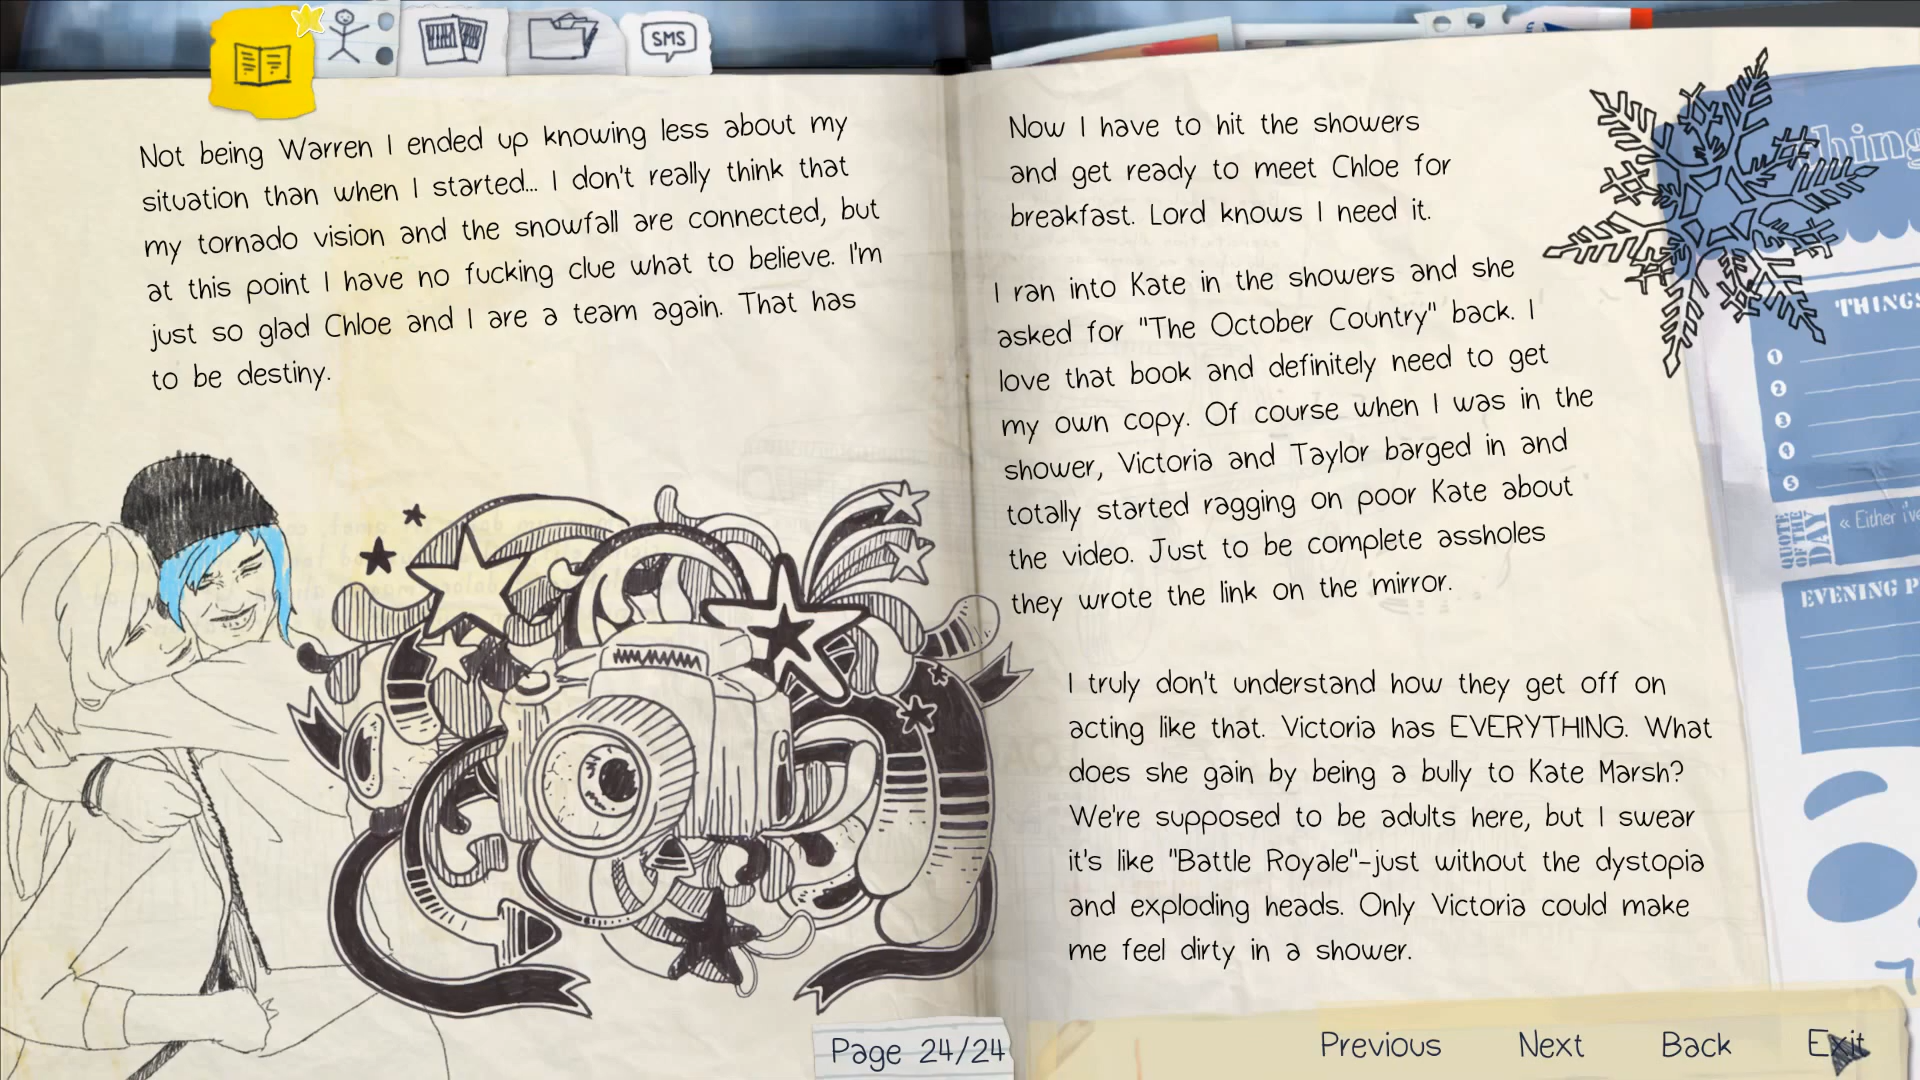 SMS
Not being Warren I ended up knowing less about my
situation than when I started... I don't really think that
my tornado vision and the snowfall are connected, but
at this point I have no fucking clue what to believe. I'm
just so glad Chloe and I are a team again. That has
to be destiny.
Now I have to hit the showers
and get ready to meet Chloe for
breakfast. Lord knows I need it.
I ran into Kate in the showers and she
asked for "The October Country" back. I
love that book and definitely need to get
my own copy. Of course when I was in the
shower, Victoria and Taylor barged in and
totally started ragging on poor Kate about
the video. Just to be complete assholes
they wrote the link on the mirror.
I truly don't understand how they get off on
acting like that. Victoria has EVERYTHING. What
does she gain by being a bully to Kate Marsh?
We're supposed to be adults here, but I swear
it's like "Battle Royale"-just without the dystopia
and exploding heads. Only Victoria could make
me feel dirty in a shower.
THINGS
1
2
3
4
5
QUOTE
OF THE
DAY
« Either i've
EVENING P
Page 24/24
Previous
Next
Back
Exit